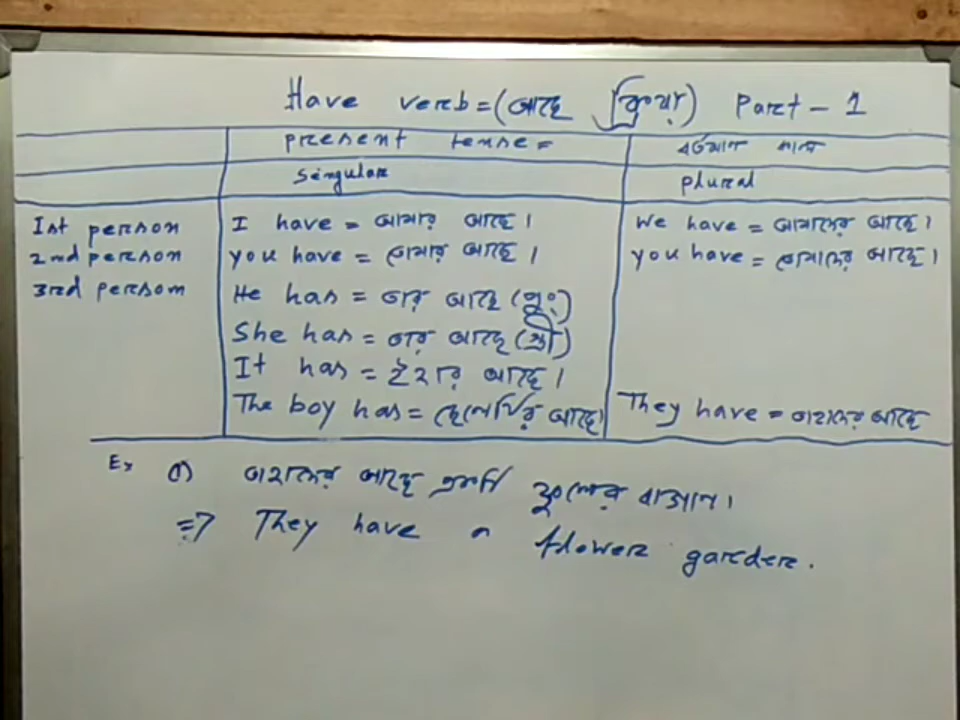 Have verb = (আছে ক্রিয়ার) Part - 1
present tense = বর্তমান কাল
Singular plural
1st person I have = আমার আছে। We have = আমাদের আছে।
2nd person you have = তোমার আছে। you have = তোমাদের আছে।
3rd person He has = তার আছে (পুং)
She has = তার আছে (স্ত্রী)
It has = ইহার আছে।
The boy has = ছেলেটির আছে। They have = তাহাদের আছে
Ex ① তাহাদের আছে একটি ফুলের বাগান।
=> They have a flower garden.